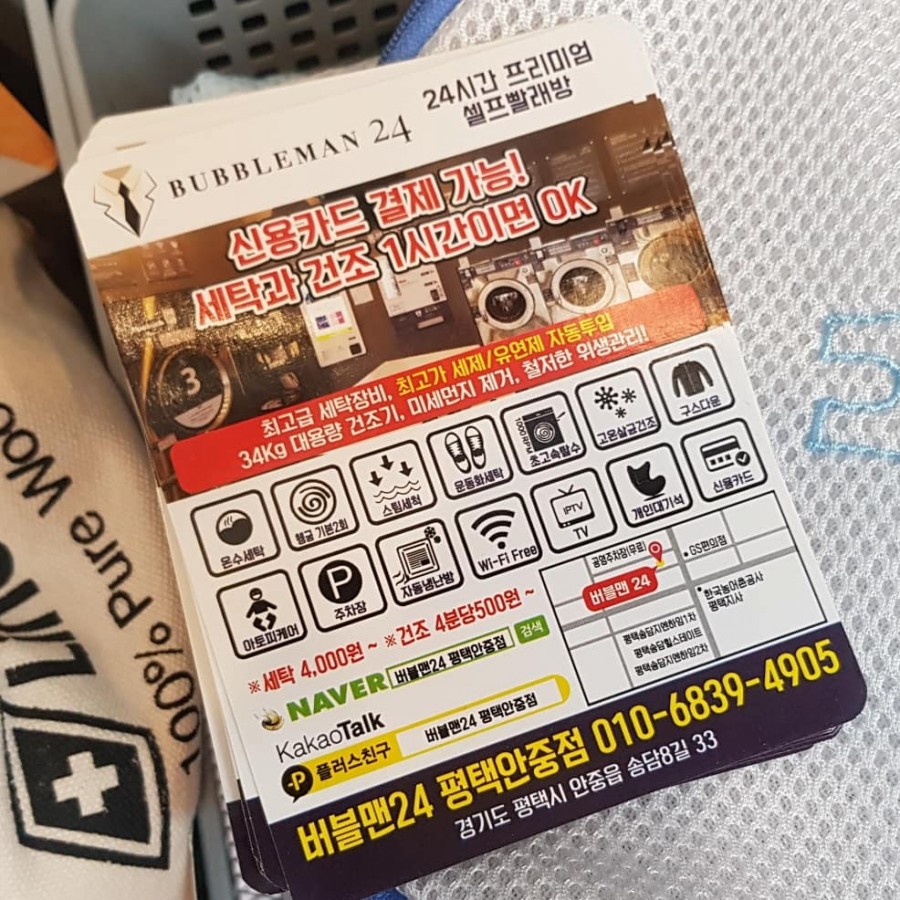 BUBBLEMAN 24
24시간 프리미엄
셀프빨래방
신용카드 결제 가능!
세탁과 건조 1시간이면 OK
3
최고급 세탁장비, 최고가 세제/유연제 자동투입
34Kg 대용량 건조기, 미세먼지 제거, 철저한 위생관리!
온수세탁
헹굼 기본2회
스팀세척
운동화세탁
1000 RPM
초고속탈수
고온살균건조
구스다운
아토피케어
P
주차장
자동냉난방
Wi-Fi Free
IPTV
TV
개인대기석
신용카드
※세탁 4,000원~ ※건조 4분당500원~
NAVER 버블맨24 평택안중점 검색
KakaoTalk
플러스친구 버블맨24 평택안중점
공영주차장(무료)
GS편의점
버블맨 24
한국농어촌공사
평택지사
평택송담지엔하임1차
평택송담힐스테이트
평택송담지엔하임2차
버블맨24 평택안중점 010-6839-4905
경기도 평택시 안중읍 송담8길 33
100% Pure Woo